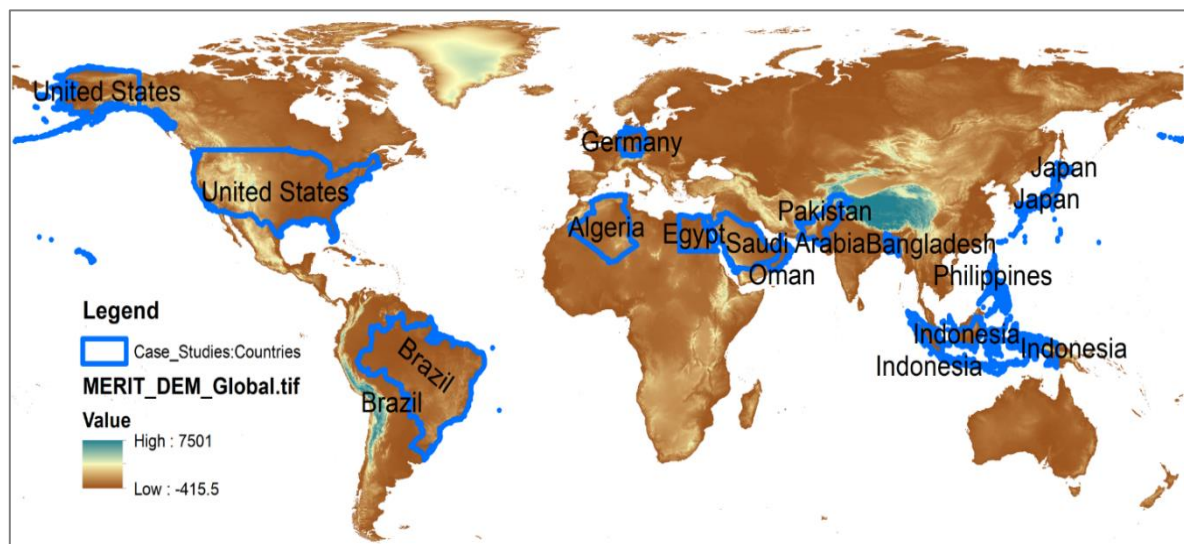 United States
United States
Germany
Japan
Japan
Algeria
Egypt
Saudi Arabia
Pakistan
Bangladesh
Oman
Philippines
Indonesia
Indonesia
Indonesia
Brazil
Brazil
Legend
Case_Studies:Countries
MERIT_DEM_Global.tif
Value
High : 7501
Low : -415.5